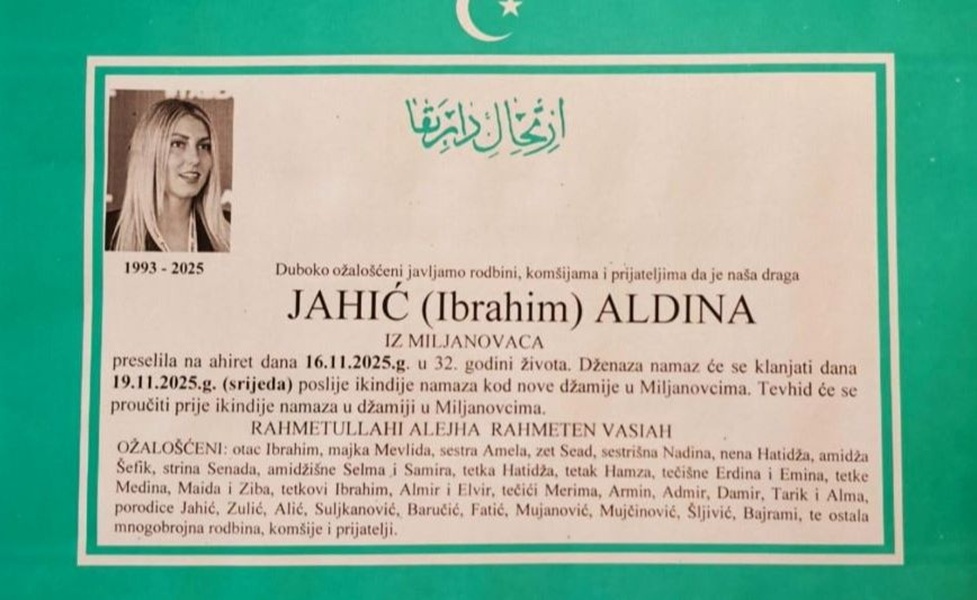 ارتحال دار بقا
1993 - 2025
Duboko ožalošćeni javljamo rodbini, komšijama i prijateljima da je naša draga
JAHIĆ (Ibrahim) ALDINA
IZ MILJANOVACA
preselila na ahiret dana 16.11.2025.g. u 32. godini života. Dženaza namaz će se klanjati dana
19.11.2025.g. (srijeda) poslije ikindije namaza kod nove džamije u Miljanovcima. Tevhid će se
proučiti prije ikindije namaza u džamiji u Miljanovcima.
RAHMETULLAHI ALEJHA RAHMETEN VASIAH
OŽALOŠĆENI: otac Ibrahim, majka Mevlida, sestra Amela, zet Sead, sestrišna Nadina, nena Hatidža, amidža
Šefik, strina Senada, amidžišne Selma i Samira, tetka Hatidža, tetak Hamza, tečišne Erdina i Emina, tetke
Medina, Maida i Ziba, tetkovi Ibrahim, Almir i Elvir, tečići Merima, Armin, Admir, Damir, Tarik i Alma,
porodice Jahić, Zulić, Alić, Suljkanović, Baručić, Fatić, Mujanović, Mujčinović, Šljivić, Bajrami, te ostala
mnogobrojna rodbina, komšije i prijatelji.